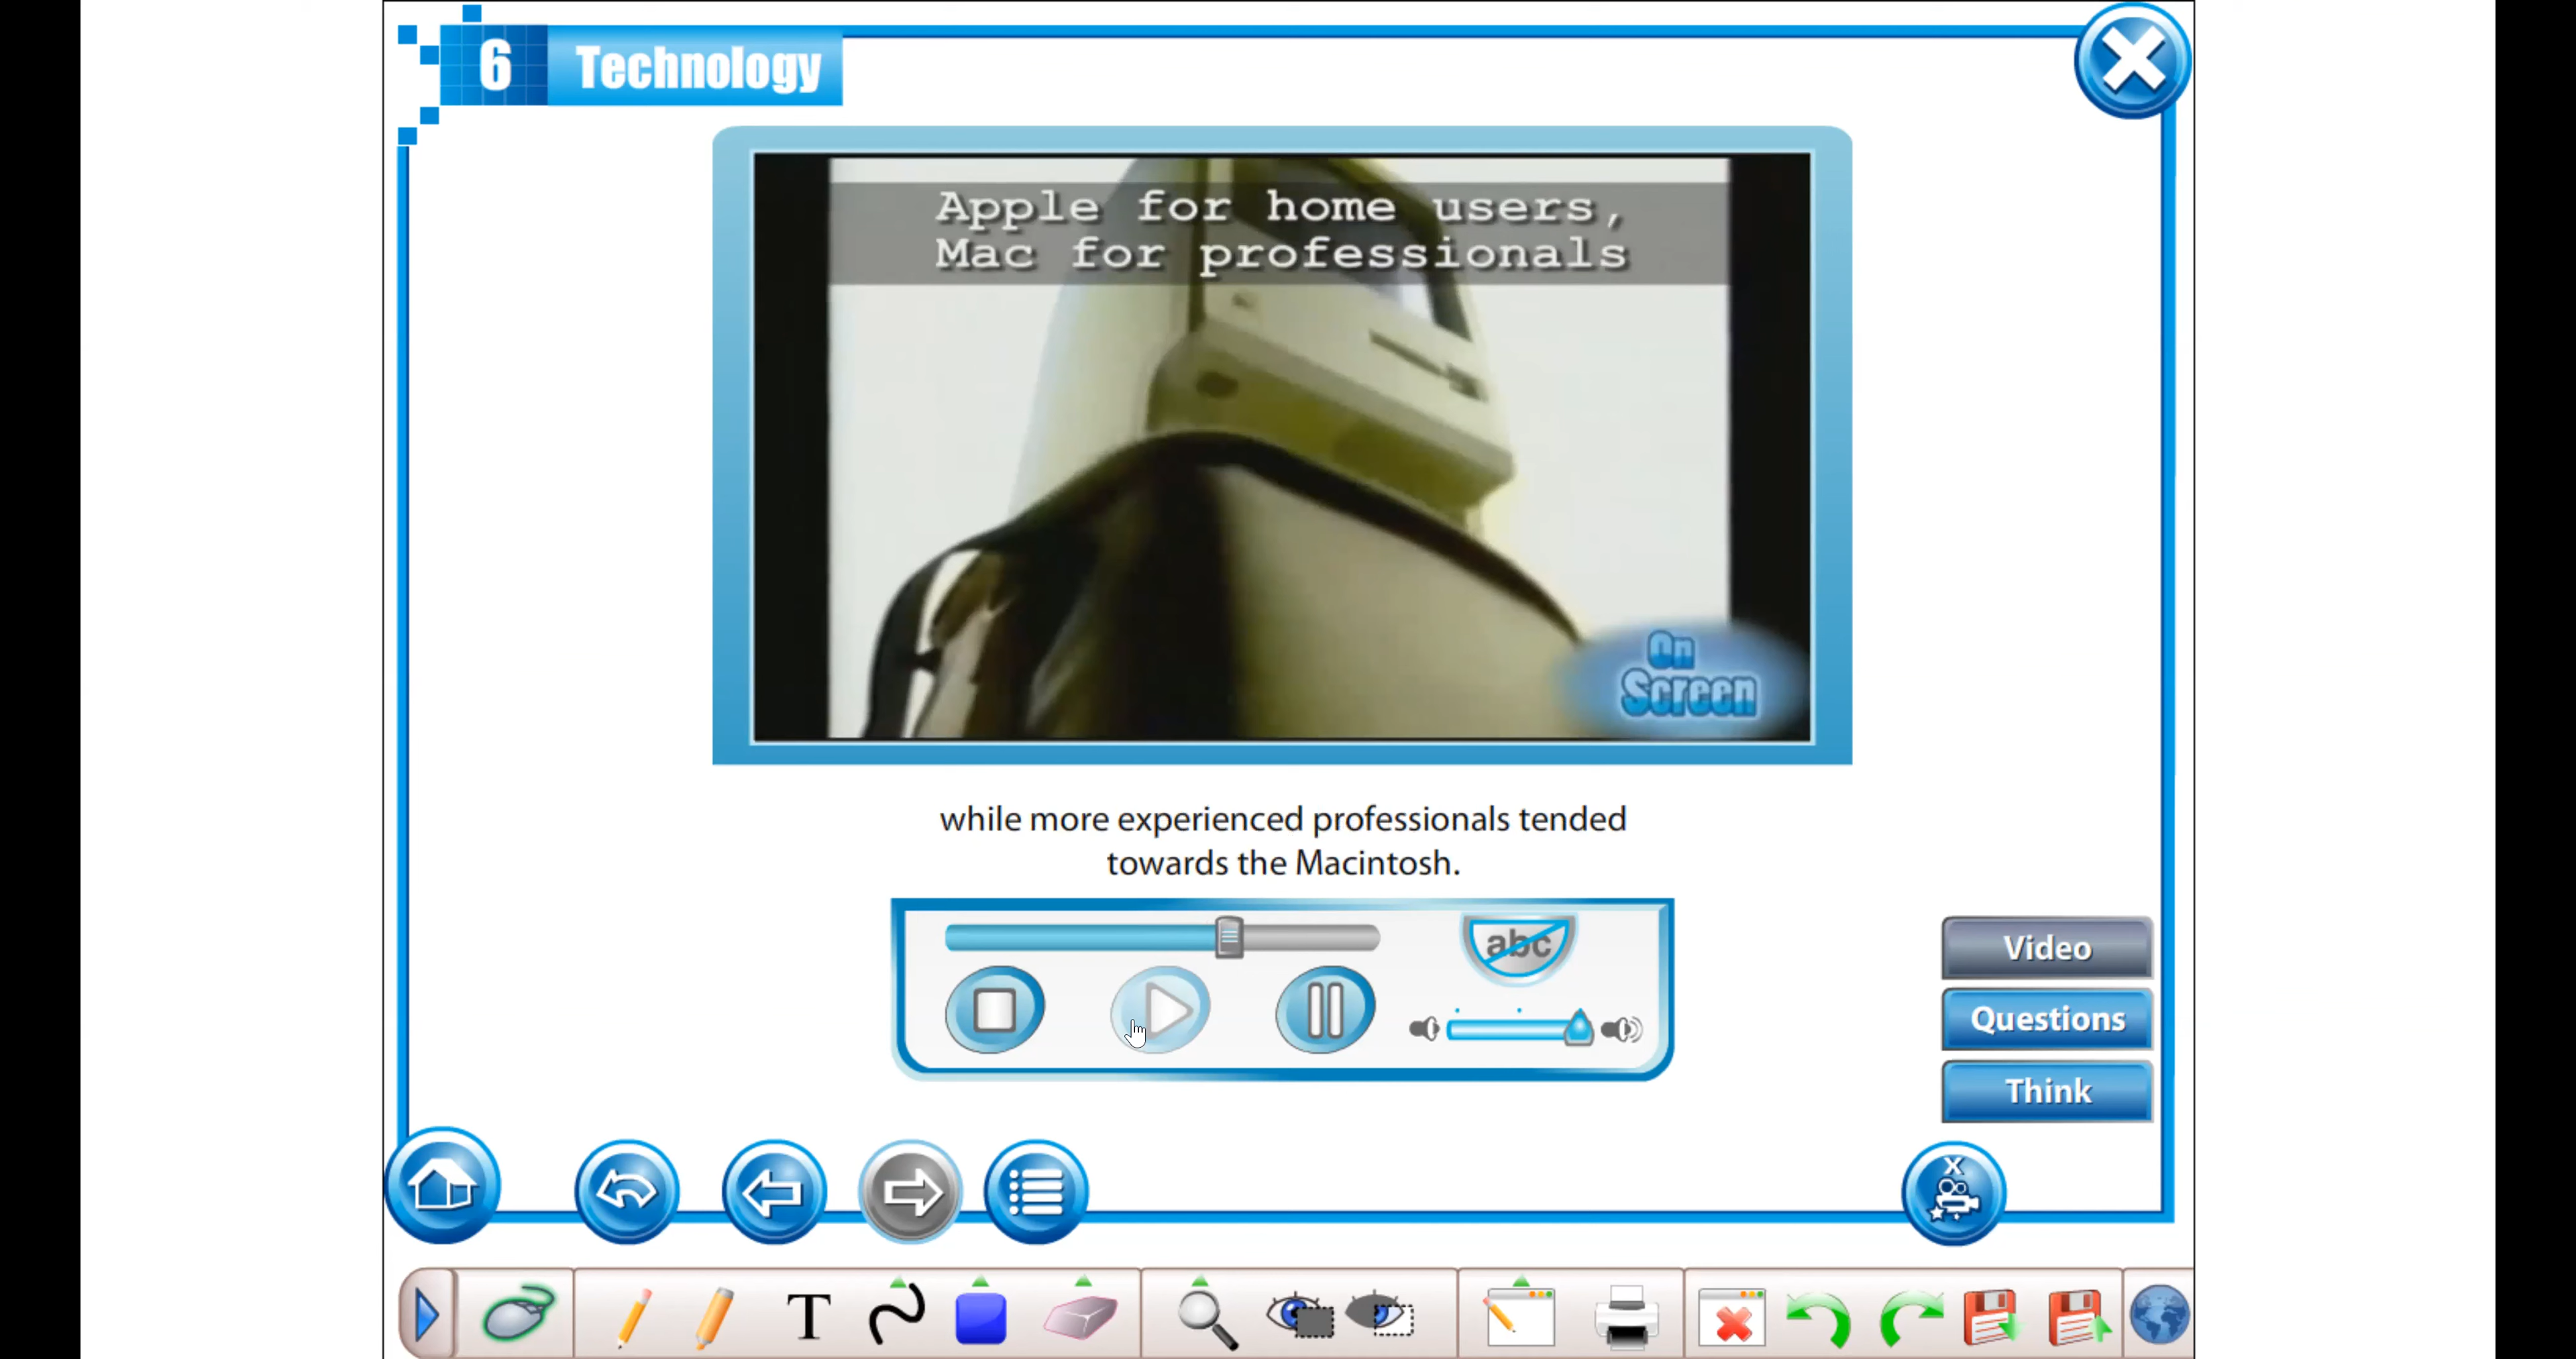 6 Technology
Apple for home users,
Mac for professionals
On
Screen
while more experienced professionals tended
towards the Macintosh.
abc
Video
Questions
Think
X
T